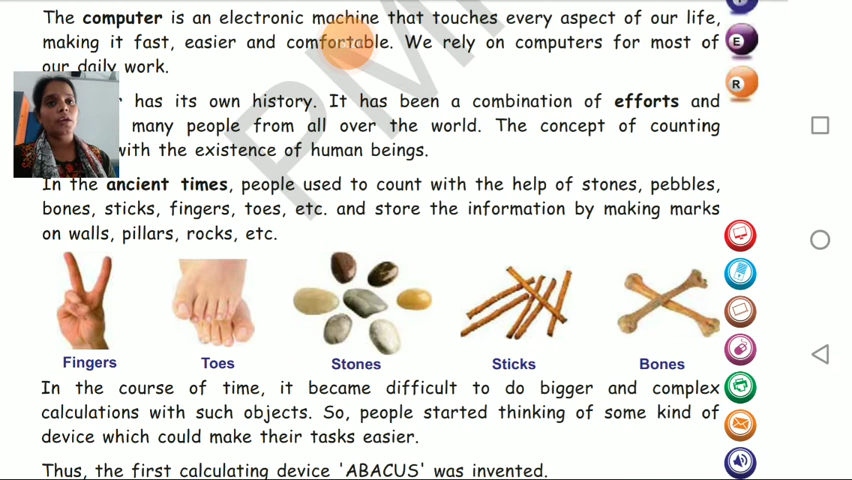 The computer is an electronic machine that touches every aspect of our life,
making it fast, easier and comfortable. We rely on computers for most of
our daily work.
has its own history. It has been a combination of efforts and
many people from all over the world. The concept of counting
with the existence of human beings.
In the ancient times, people used to count with the help of stones, pebbles,
bones, sticks, fingers, toes, etc. and store the information by making marks
on walls, pillars, rocks, etc.
Fingers Toes Stones Sticks Bones
In the course of time, it became difficult to do bigger and complex
calculations with such objects. So, people started thinking of some kind of
device which could make their tasks easier.
Thus, the first calculating device 'ABACUS' was invented.
E
R